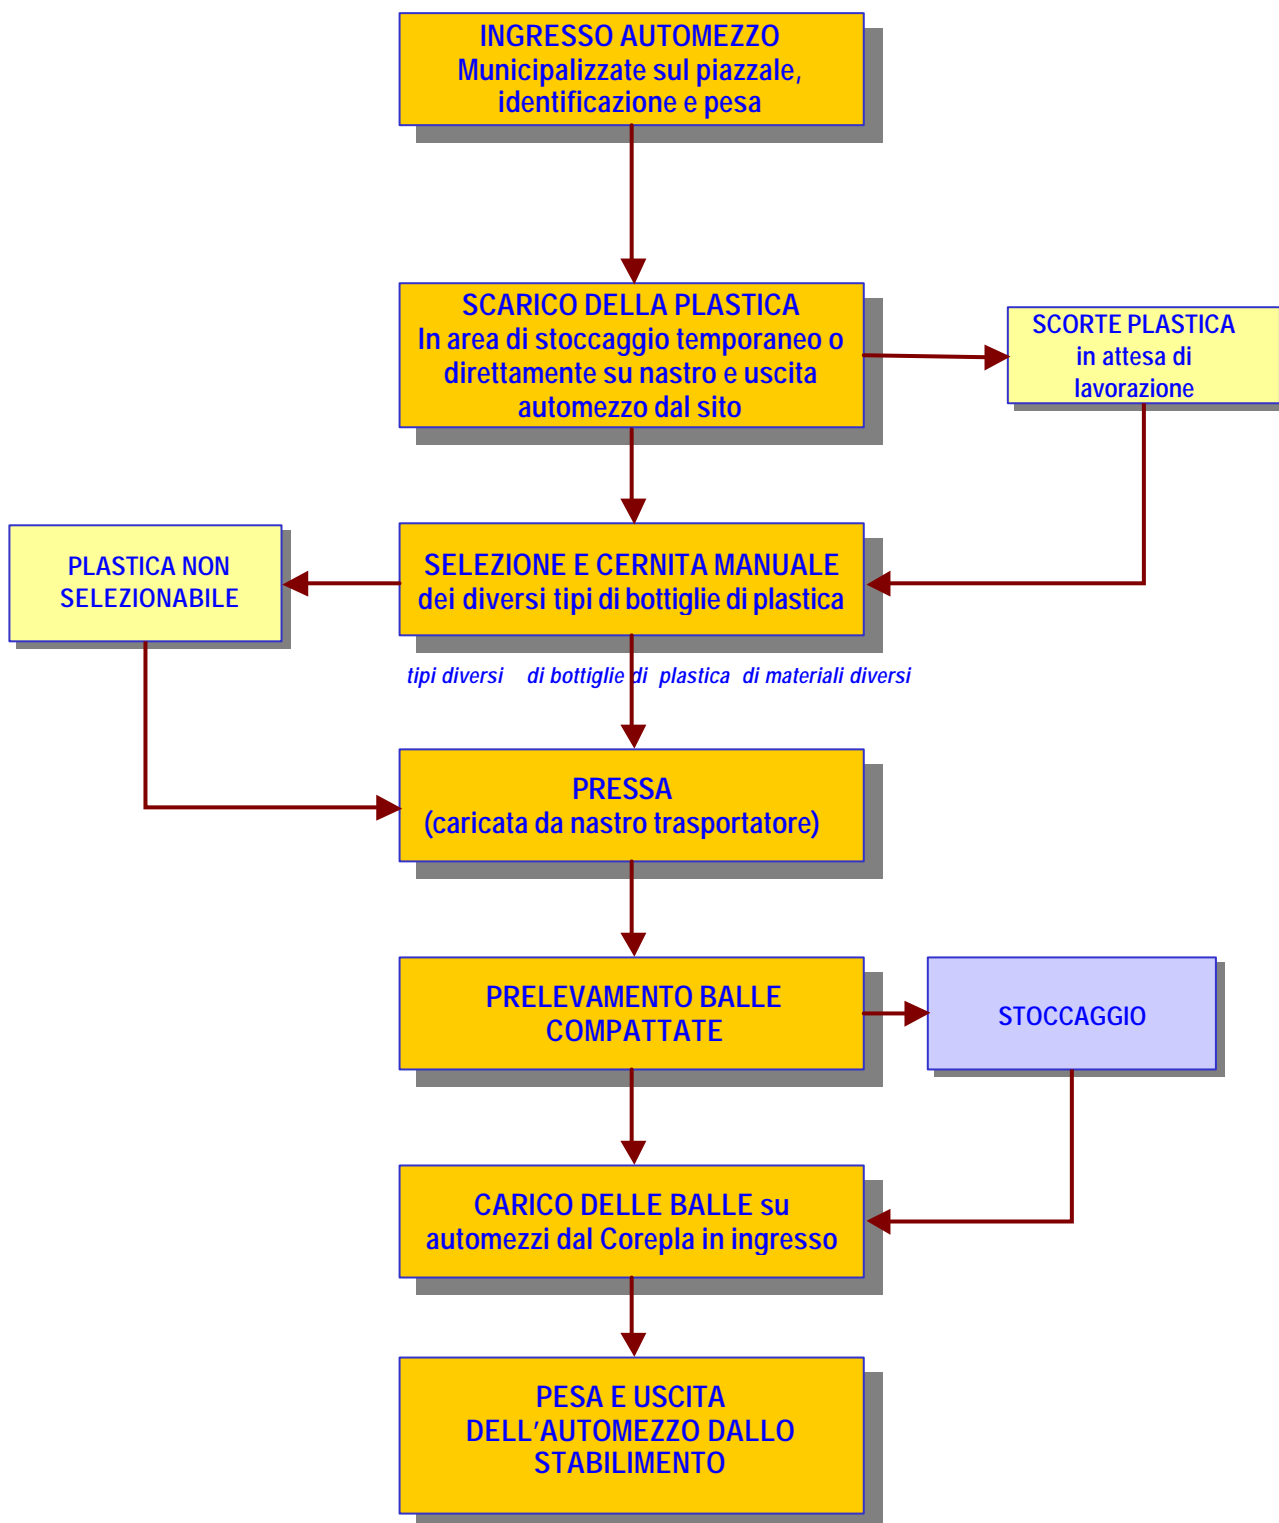 INGRESSO AUTOMEZZO
Municipalizzate sul piazzale,
identificazione e pesa
SCARICO DELLA PLASTICA
In area di stoccaggio temporaneo o
direttamente su nastro e uscita
automezzo dal sito
SCORTE PLASTICA
in attesa di
lavorazione
PLASTICA NON
SELEZIONABILE
SELEZIONE E CERNITA MANUALE
dei diversi tipi di bottiglie di plastica
tipi diversi di bottiglie di plastica di materiali diversi
PRESSA
(caricata da nastro trasportatore)
PRELEVAMENTO BALLE
COMPATTATE
STOCCAGGIO
CARICO DELLE BALLE su
automezzi dal Corepla in ingresso
PESA E USCITA
DELL'AUTOMEZZO DALLO
STABILIMENTO